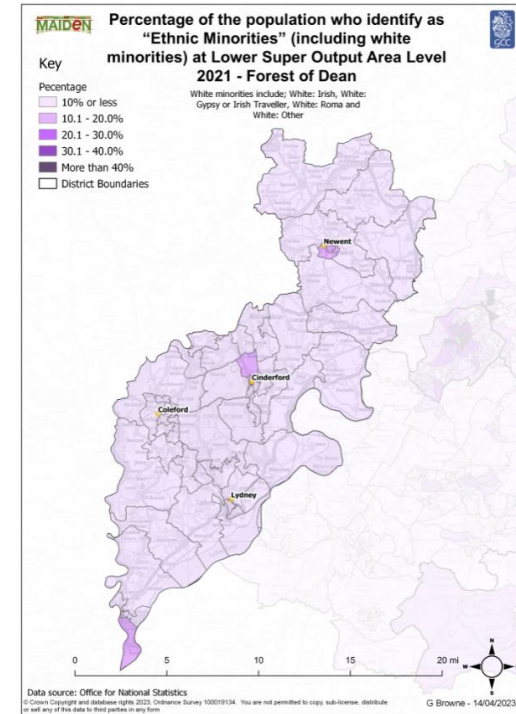 MAIDEN
Percentage of the population who identify as
"Ethnic Minorities" (including white
minorities) at Lower Super Output Area Level
2021 - Forest of Dean
White minorities include; White: Irish, White:
Gypsy or Irish Traveller, White: Roma and
White: Other
GCC
Key
Pecentage
10% or less
10.1 - 20.0%
20.1 - 30.0%
30.1 - 40.0%
More than 40%
District Boundaries
Newent
Cinderford
Coleford
Lydney
0 5 10 15 20 mi
N
W E
S
Data source: Office for National Statistics
© Crown Copyright and database rights 2023. Ordnance Survey 100019134. You are not permitted to copy, sub-license, distribute
or sell any of this data to third parties in any form
G Browne - 14/04/2023